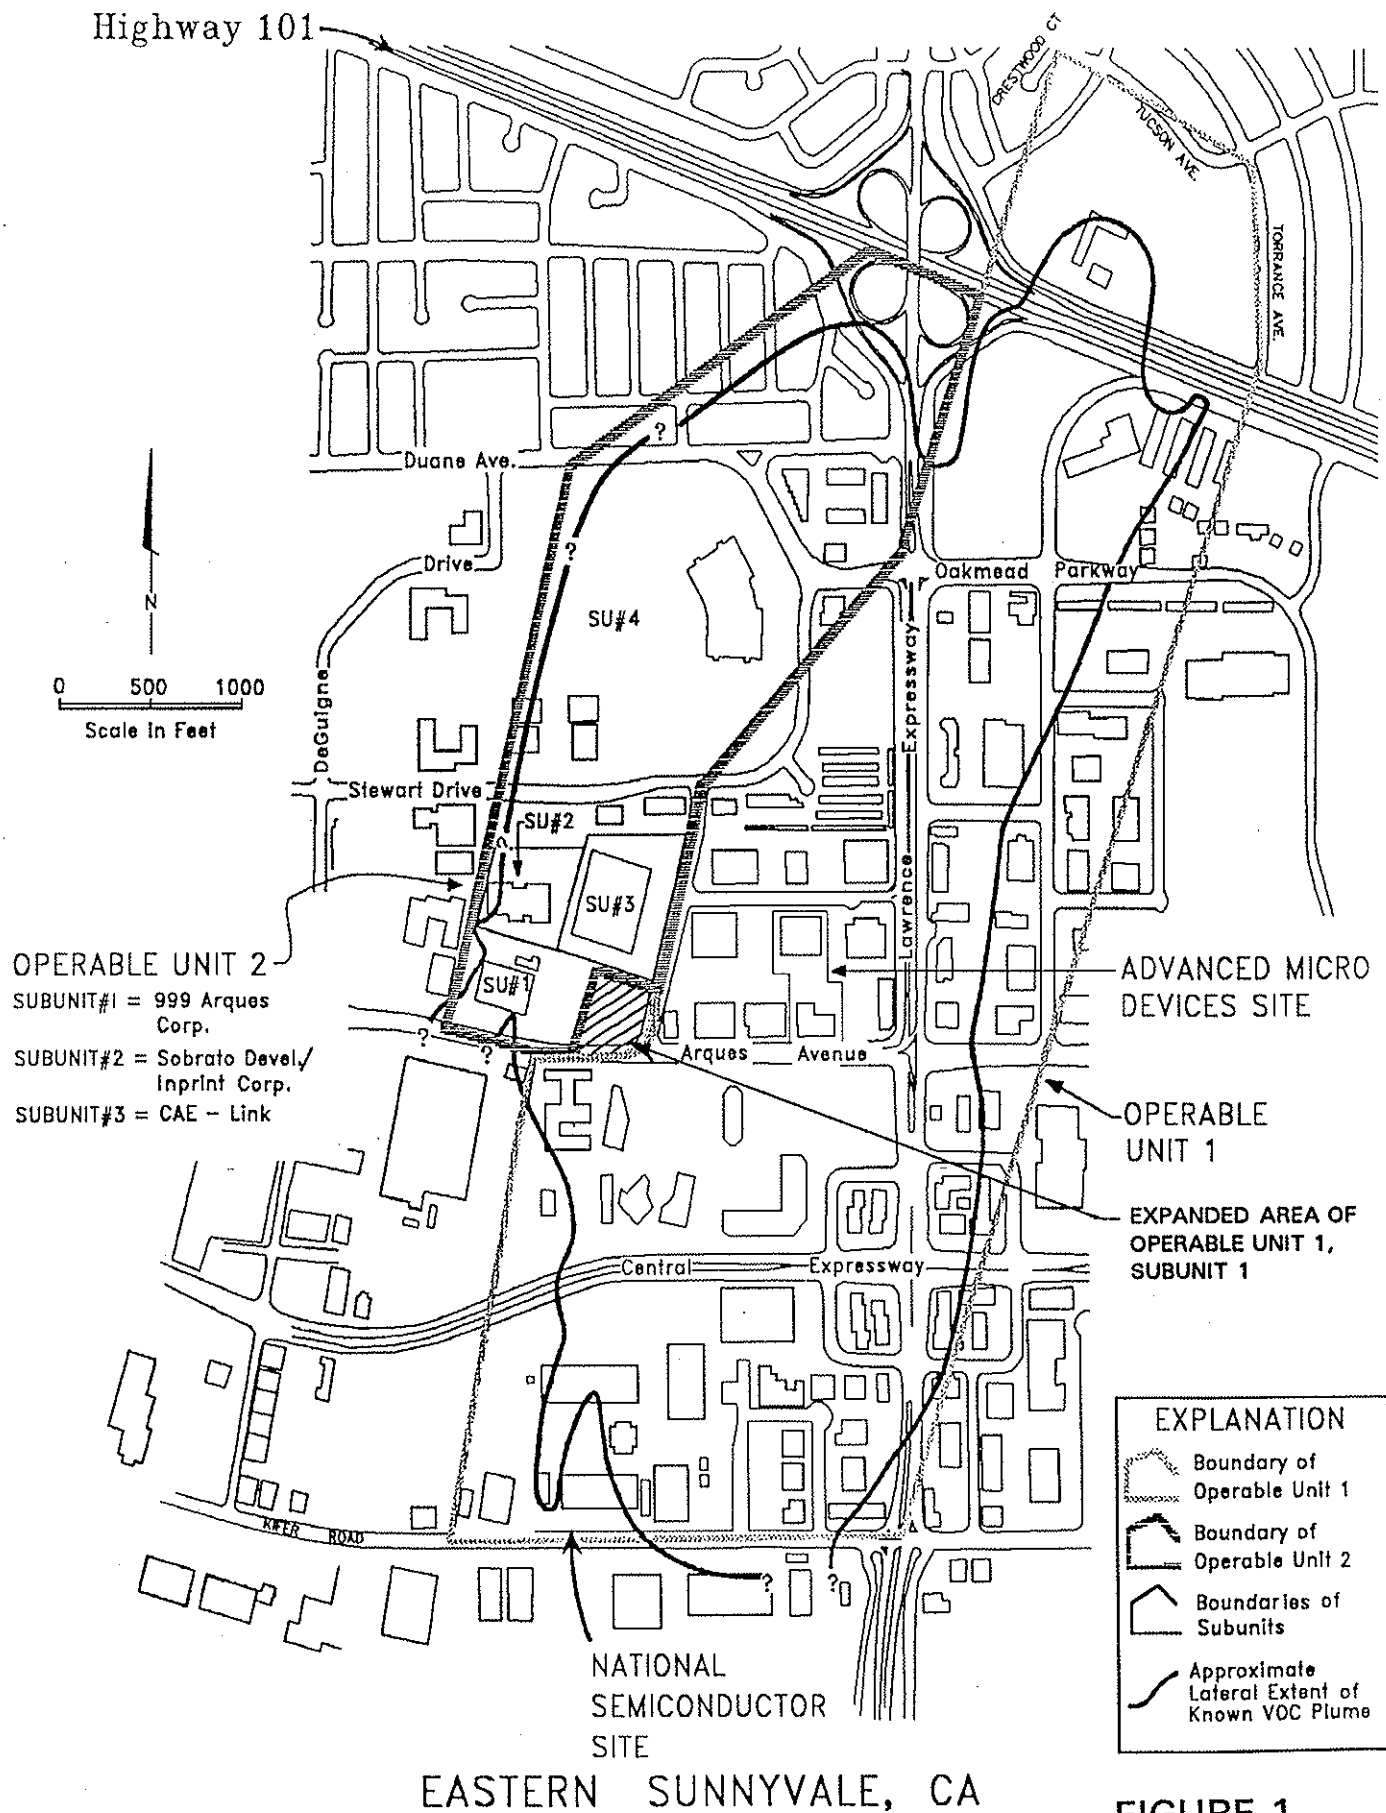 Highway 101
CRESTWOOD CT
TUCSON AVE.
TORRANCE AVE.
?
Duane Ave.
?
Drive
Oakmead Parkway
N
SU#4
0 500 1000
Scale in Feet
DeGuigne
Expressway
Stewart Drive
SU#2
?
SU#3
Lawrence
OPERABLE UNIT 2
SUBUNIT#1 = 999 Arques
Corp.
SUBUNIT#2 = Sobrato Devel./
Inprint Corp.
SUBUNIT#3 = CAE - Link
SU#1
ADVANCED MICRO
DEVICES SITE
?
?
Arques Avenue
OPERABLE
UNIT 1
EXPANDED AREA OF
OPERABLE UNIT 1,
SUBUNIT 1
Central Expressway
KIFER ROAD
?
?
NATIONAL
SEMICONDUCTOR
SITE
EXPLANATION
Boundary of
Operable Unit 1
Boundary of
Operable Unit 2
Boundaries of
Subunits
Approximate
Lateral Extent of
Known VOC Plume
EASTERN SUNNYVALE, CA
FIGURE 1